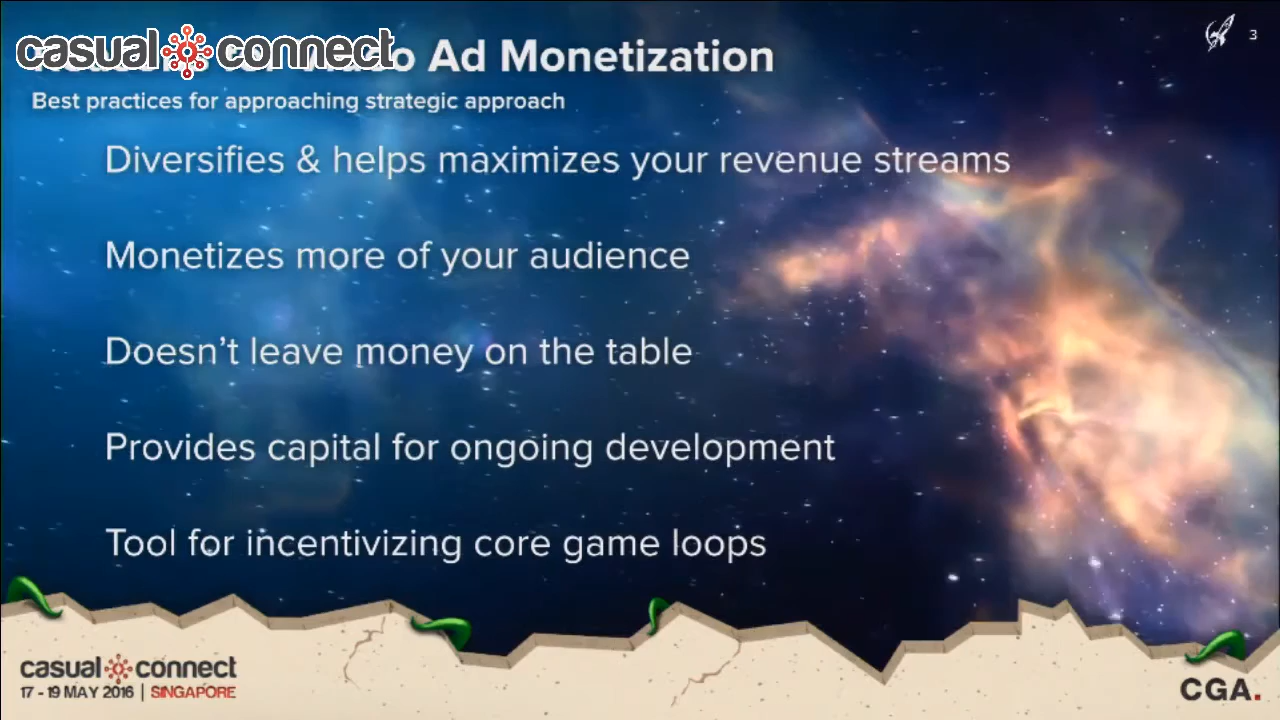 casual connect
Ad Monetization
3
Best practices for approaching strategic approach
Diversifies & helps maximizes your revenue streams
Monetizes more of your audience
Doesn't leave money on the table
Provides capital for ongoing development
Tool for incentivizing core game loops
casual connect
17 - 19 MAY 2016 | SINGAPORE
CGA.